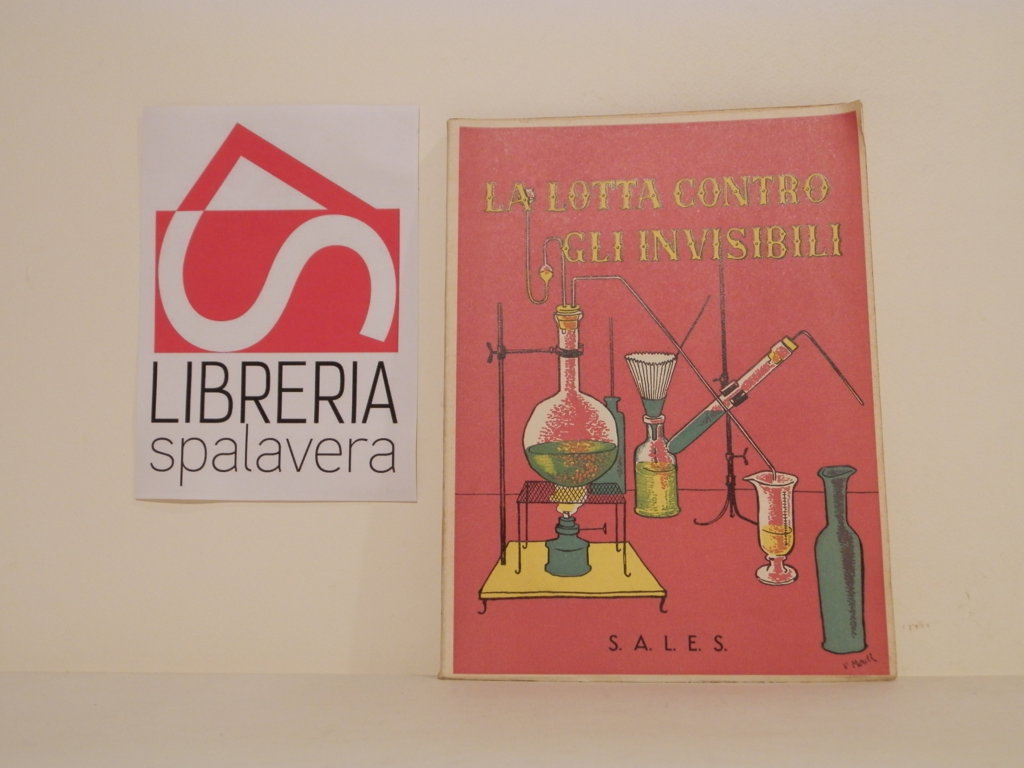 LIBRERIA
spalavera
LA LOTTA CONTRO
GLI INVISIBILI
S. A. L. E. S.